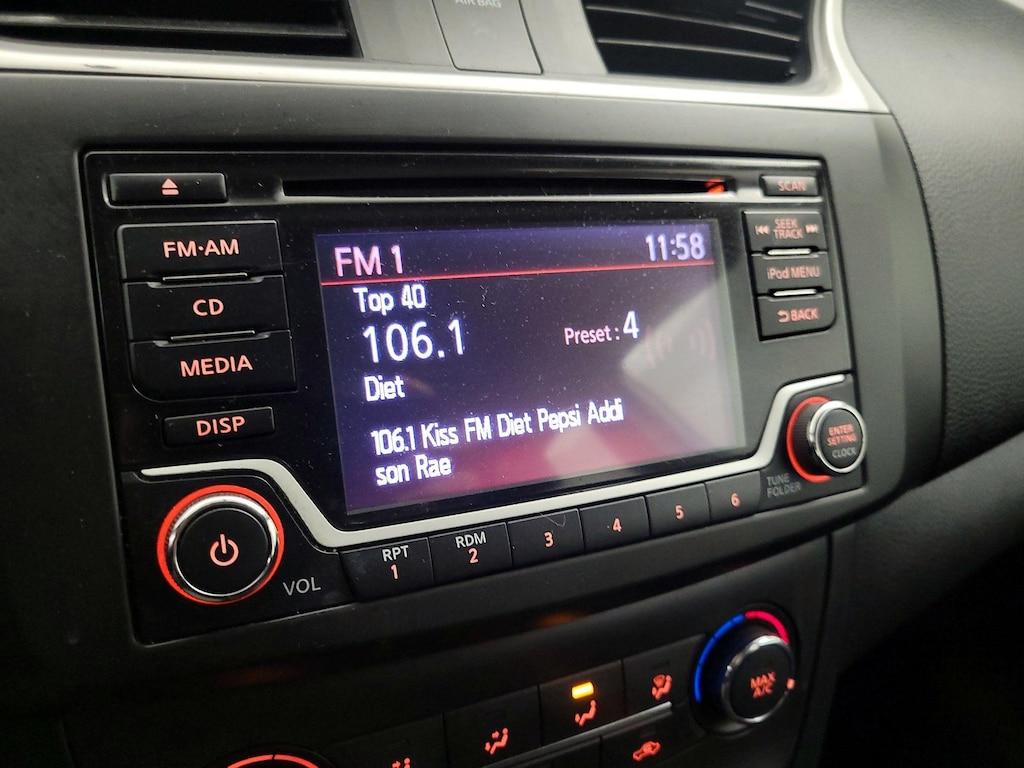 AIR BAG
SCAN
FM·AM
SEEK
TRACK
CD
iPod MENU
MEDIA
BACK
DISP
FM 1 11:58
Top 40
106.1 Preset: 4
Diet
106.1 Kiss FM Diet Pepsi Addi
son Rae
ENTER
SETTING
CLOCK
TUNE
FOLDER
VOL
RPT
1
RDM
2
3
4
5
6
MAX
A/C